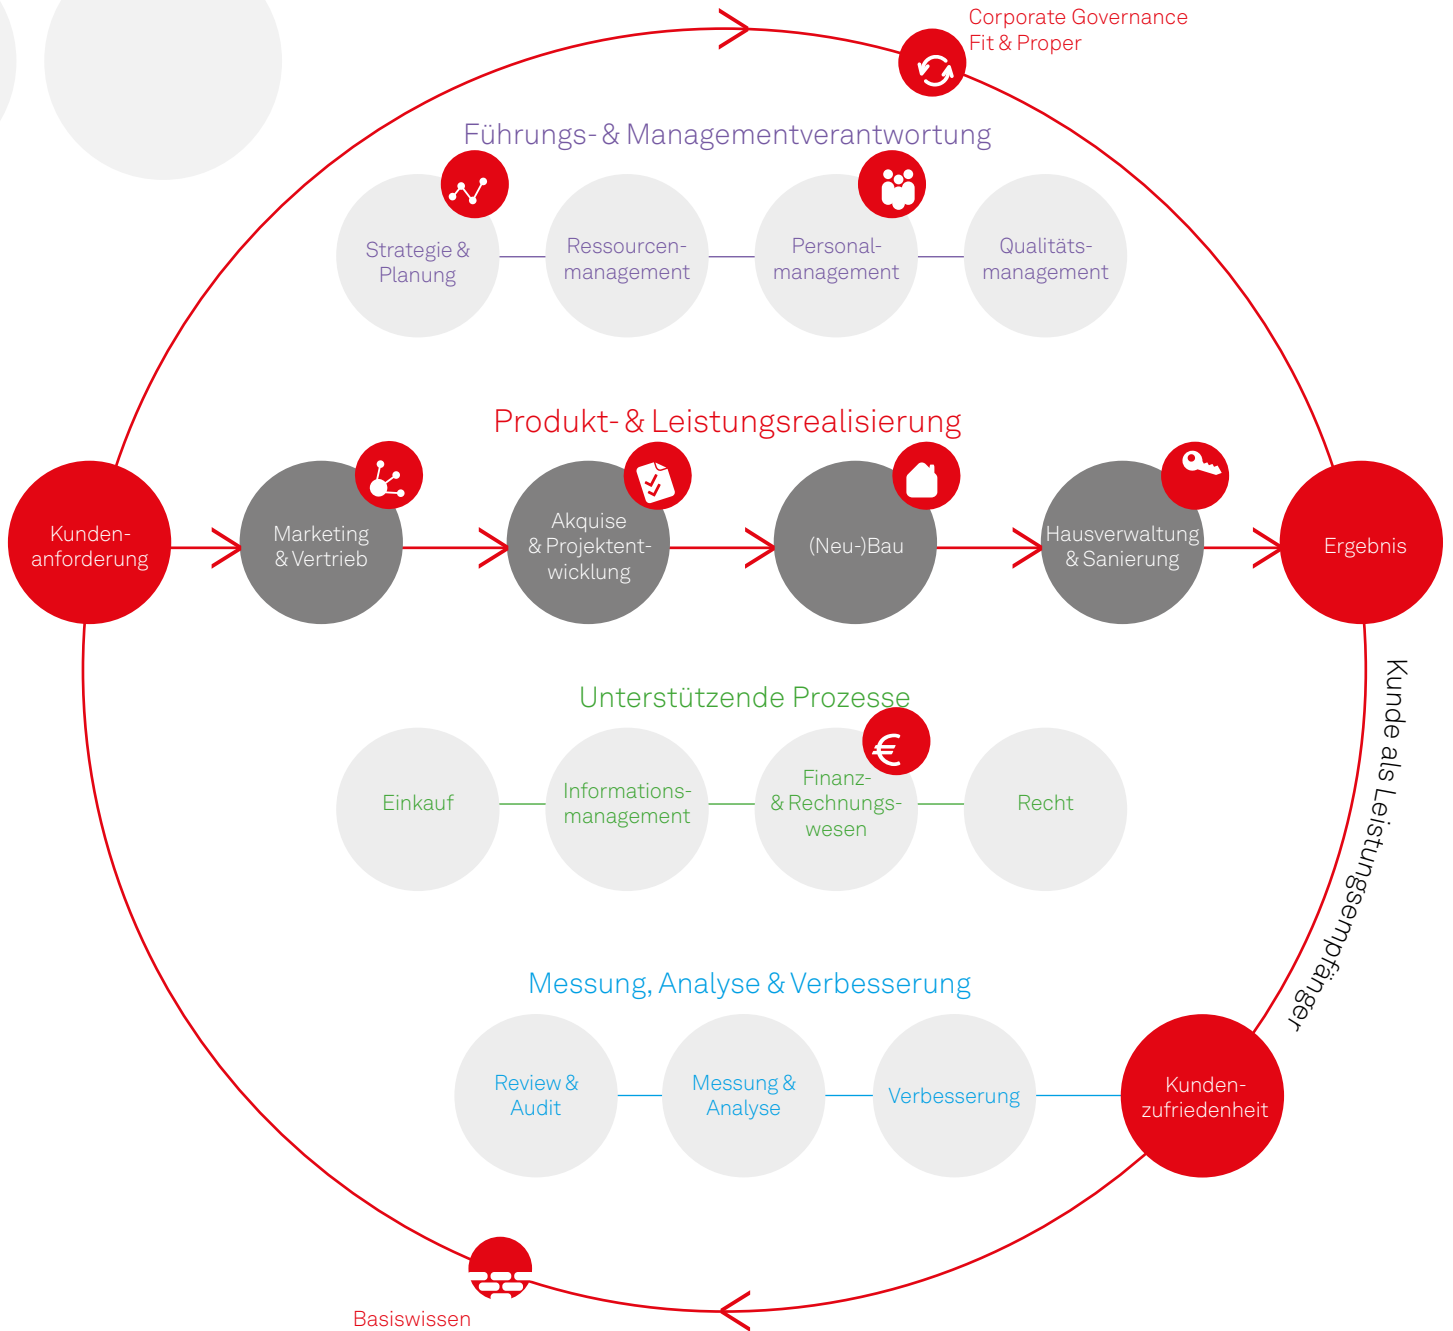 Corporate Governance
Fit & Proper
Führungs- & Managementverantwortung
Strategie &
Planung
Ressourcen-
management
Personal-
management
Qualitäts-
management
Produkt- & Leistungsrealisierung
Kunden-
anforderung
Marketing
& Vertrieb
Akquise
& Projektent-
wicklung
(Neu-)Bau
Hausverwaltung
& Sanierung
Ergebnis
Kunde als Leistungsempfänger
Unterstützende Prozesse
€
Einkauf
Informations-
management
Finanz-
& Rechnungs-
wesen
Recht
Messung, Analyse & Verbesserung
Review &
Audit
Messung &
Analyse
Verbesserung
Kunden-
zufriedenheit
Basiswissen